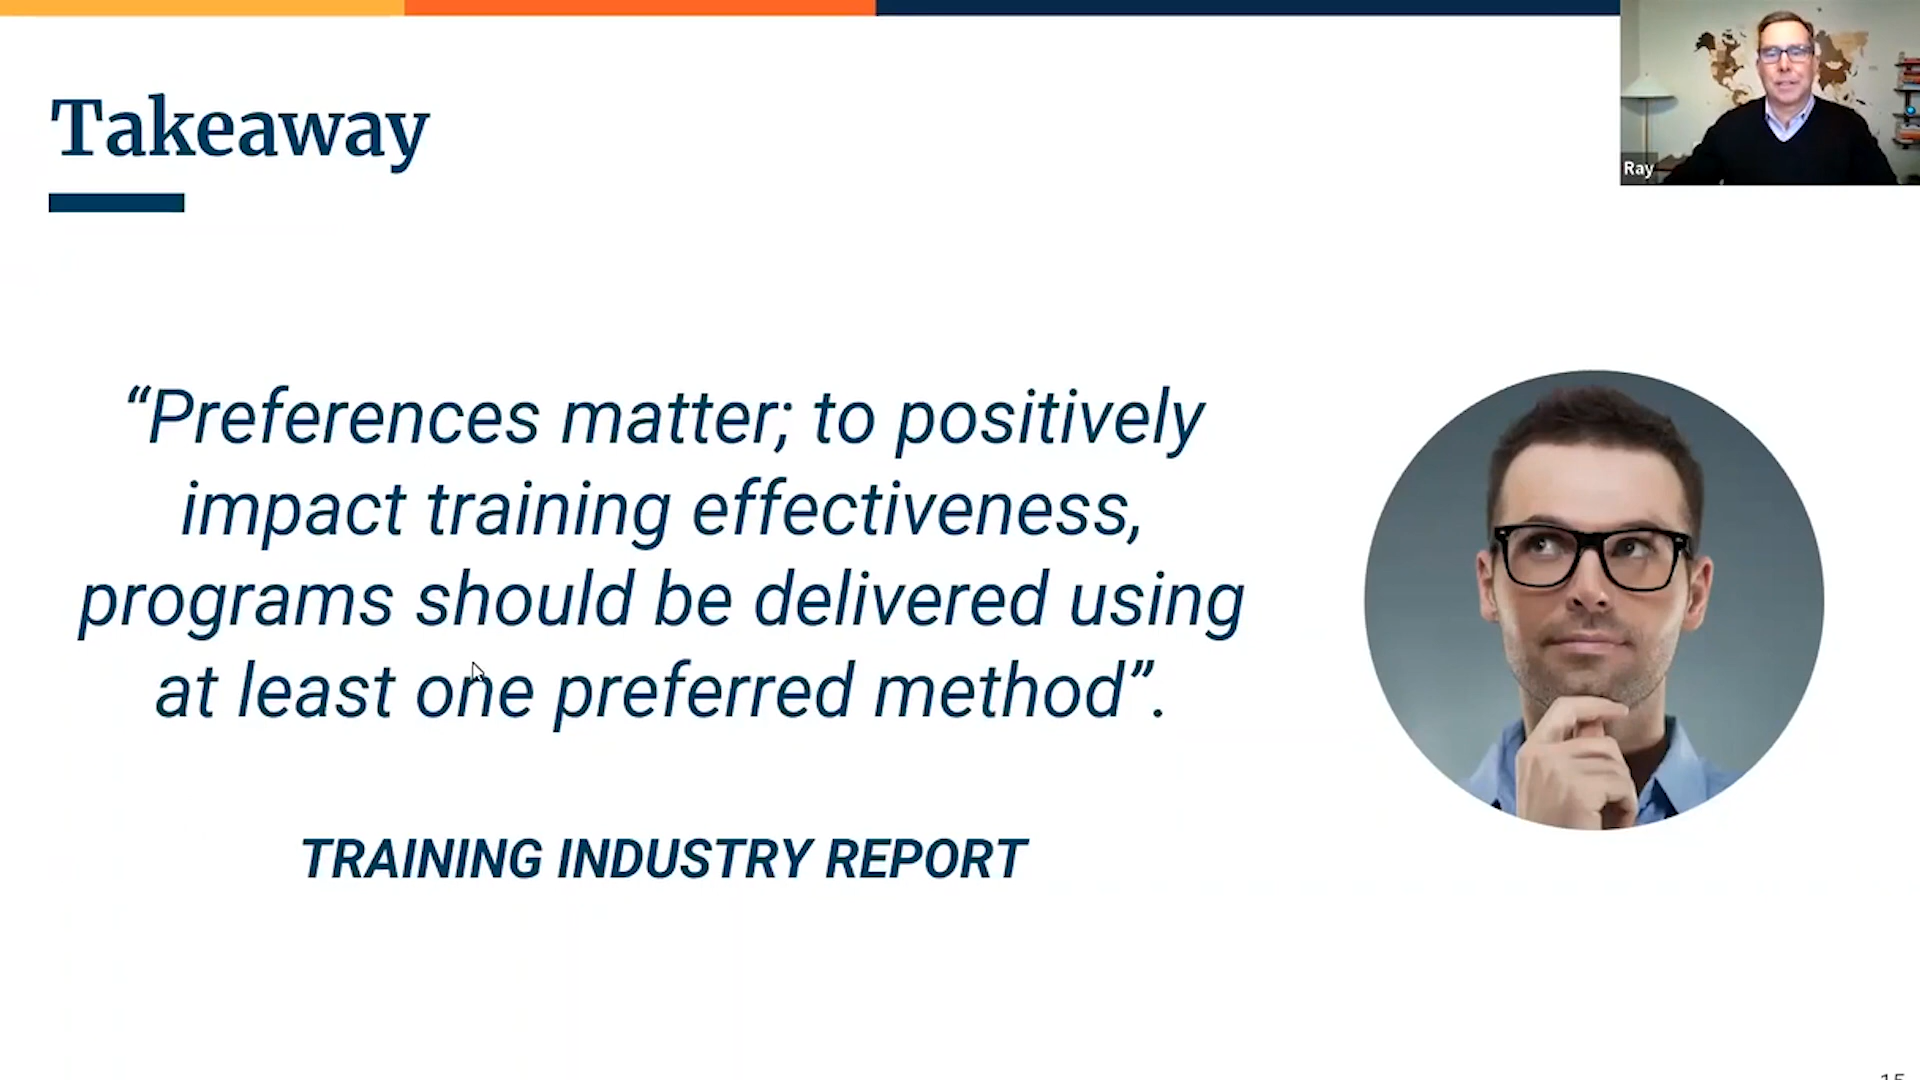 Takeaway
Ray
“Preferences matter; to positively
impact training effectiveness,
programs should be delivered using
at least one preferred method”.
TRAINING INDUSTRY REPORT
15